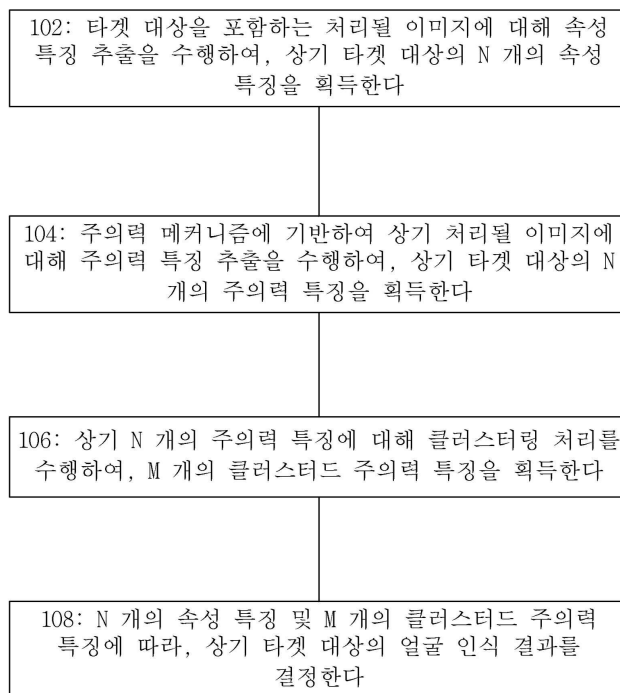 102: 타겟 대상을 포함하는 처리될 이미지에 대해 속성
특징 추출을 수행하여, 상기 타겟 대상의 N 개의 속성
특징을 획득한다
104: 주의력 메커니즘에 기반하여 상기 처리될 이미지에
대해 주의력 특징 추출을 수행하여, 상기 타겟 대상의 N
개의 주의력 특징을 획득한다
106: 상기 N 개의 주의력 특징에 대해 클러스터링 처리를
수행하여, M 개의 클러스터드 주의력 특징을 획득한다
108: N 개의 속성 특징 및 M 개의 클러스터드 주의력
특징에 따라, 상기 타겟 대상의 얼굴 인식 결과를
결정한다